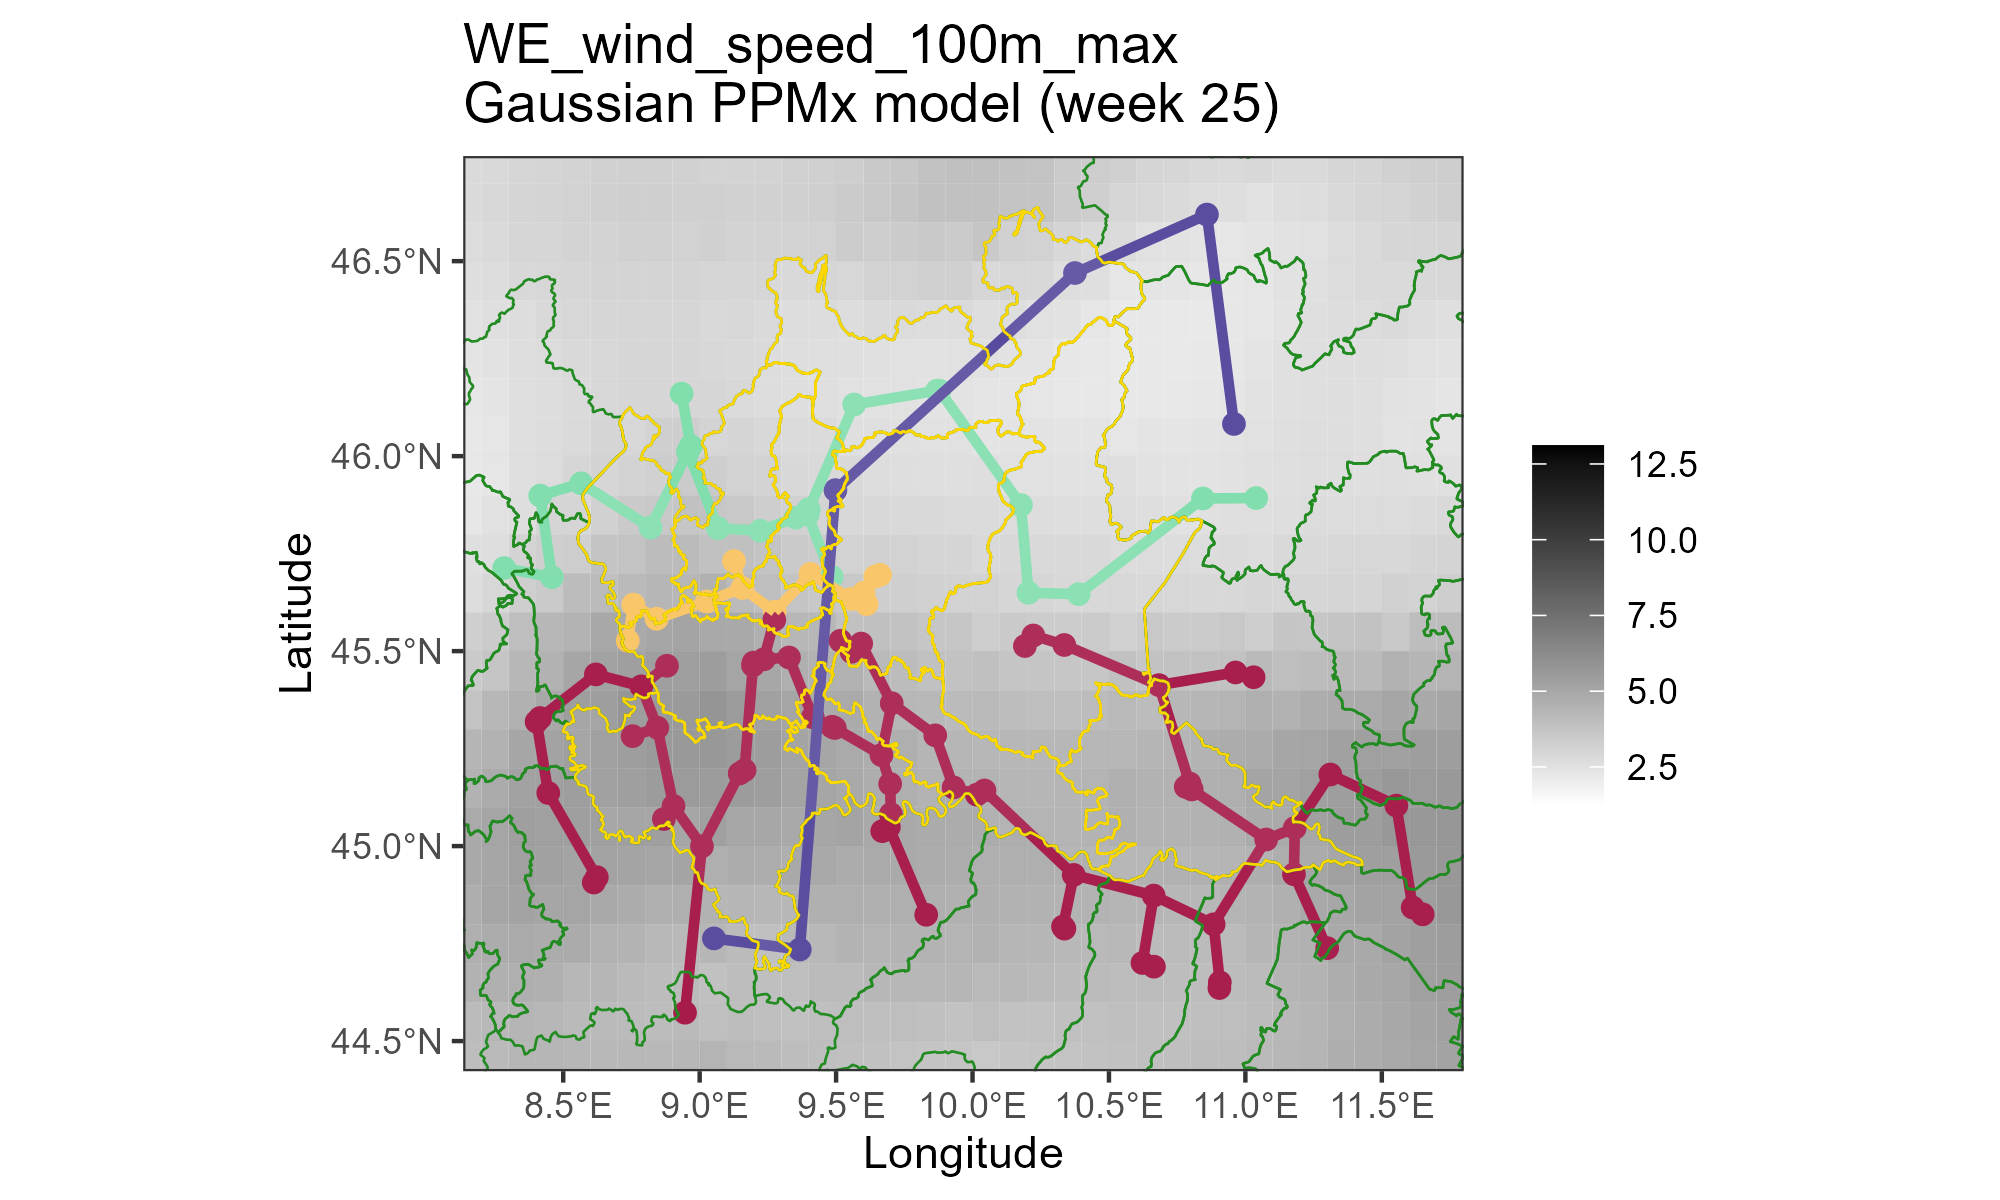 WE_wind_speed_100m_max
Gaussian PPMx model (week 25)
46.5°N
46.0°N
45.5°N
45.0°N
44.5°N
Latitude
8.5°E
9.0°E
9.5°E
10.0°E
10.5°E
11.0°E
11.5°E
Longitude
12.5
10.0
7.5
5.0
2.5